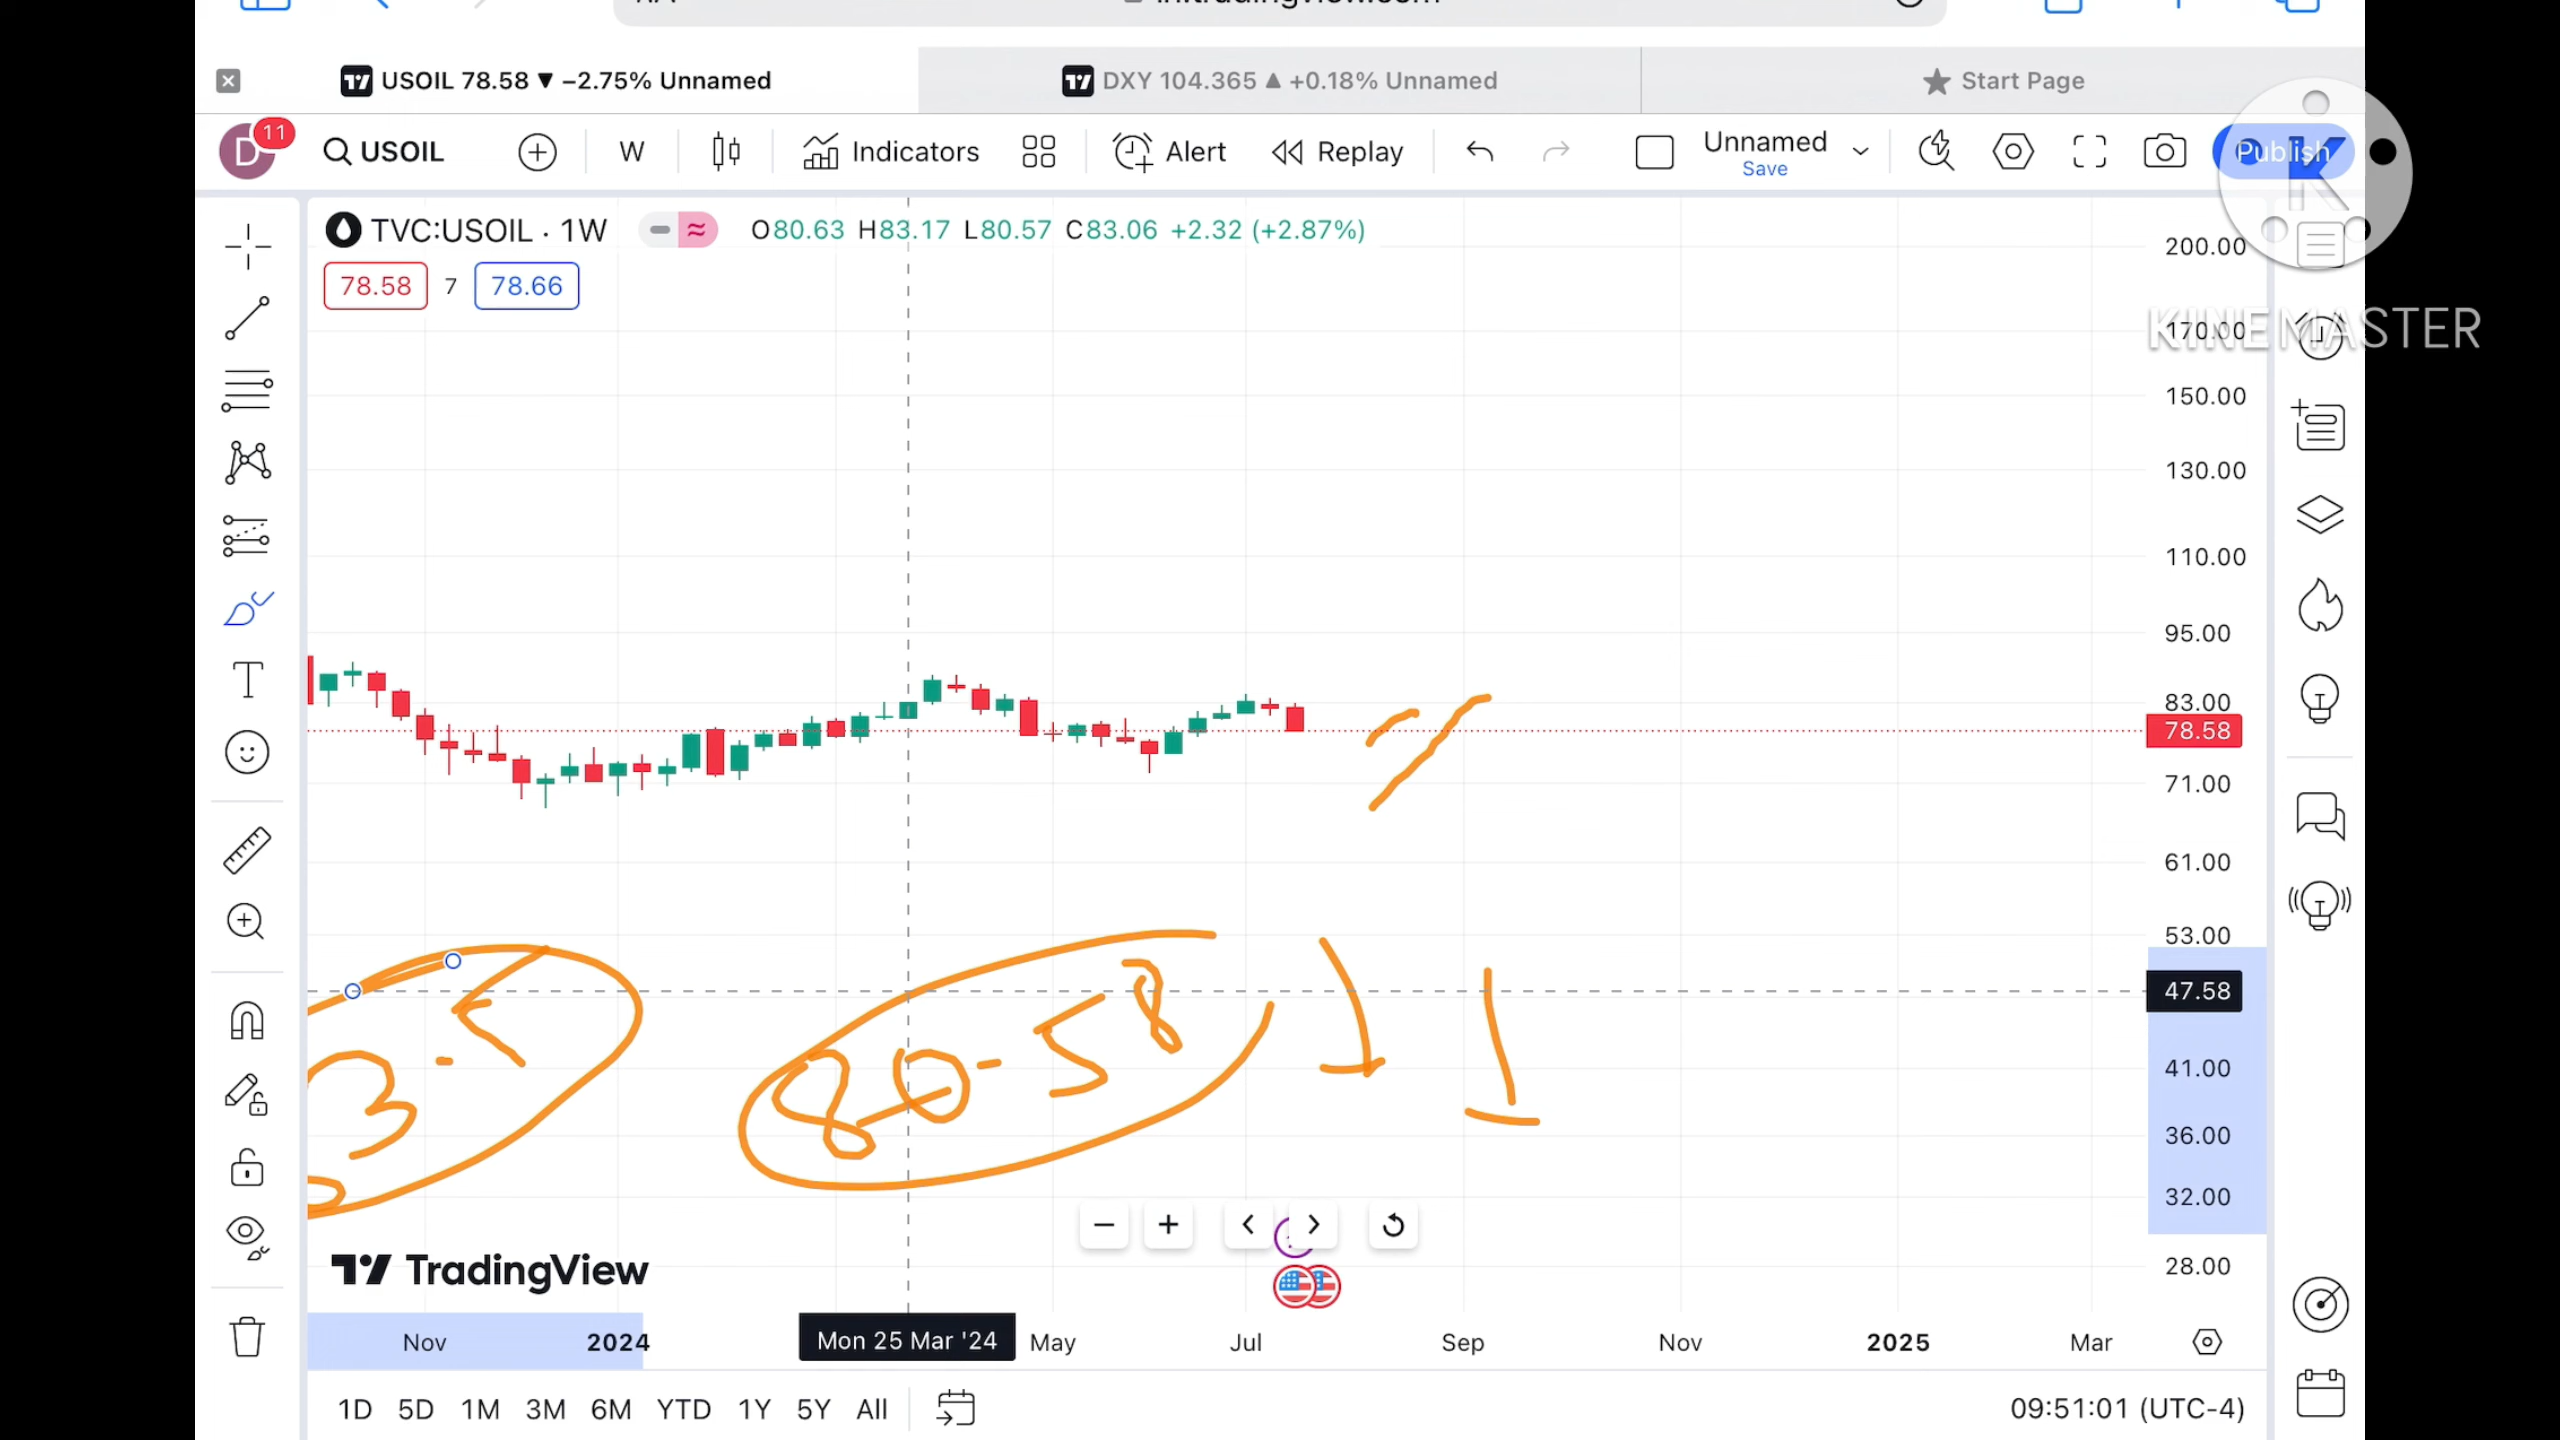 USOIL 78.58 ▼ −2.75% Unnamed
DXY 104.365 ▲ +0.18% Unnamed
Start Page
D 11
USOIL
W
Indicators
Alert
Replay
Unnamed
Save
Publish
K
KINEMASTER
TVC:USOIL · 1W
O80.63 H83.17 L80.57 C83.06 +2.32 (+2.87%)
78.58 7 78.66
200.00
170.00
150.00
130.00
110.00
95.00
83.00
78.58
71.00
61.00
53.00
47.58
41.00
36.00
32.00
28.00
80-58
TradingView
Nov 2024 Mon 25 Mar '24 May Jul Sep Nov 2025 Mar
1D 5D 1M 3M 6M YTD 1Y 5Y All
09:51:01 (UTC-4)